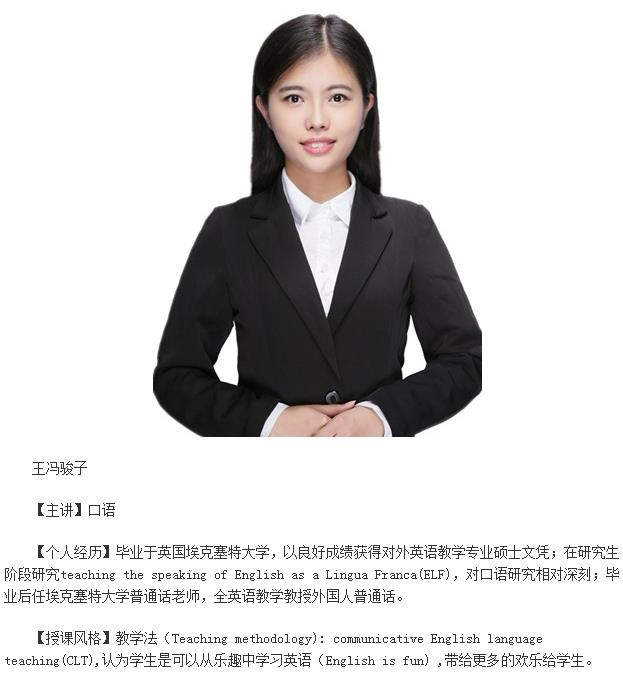 王冯骏子
【主讲】口语
【个人经历】毕业于英国埃克塞特大学，以良好成绩获得对外英语教学专业硕士文凭；在研究生
阶段研究teaching the speaking of English as a Lingua Franca(ELF)，对口语研究相对深刻；毕
业后任埃克塞特大学普通话老师，全英语教学教授外国人普通话。
【授课风格】教学法（Teaching methodology): communicative English language
teaching(CLT),认为学生是可以从乐趣中学习英语（English is fun）,带给更多的欢乐给学生。